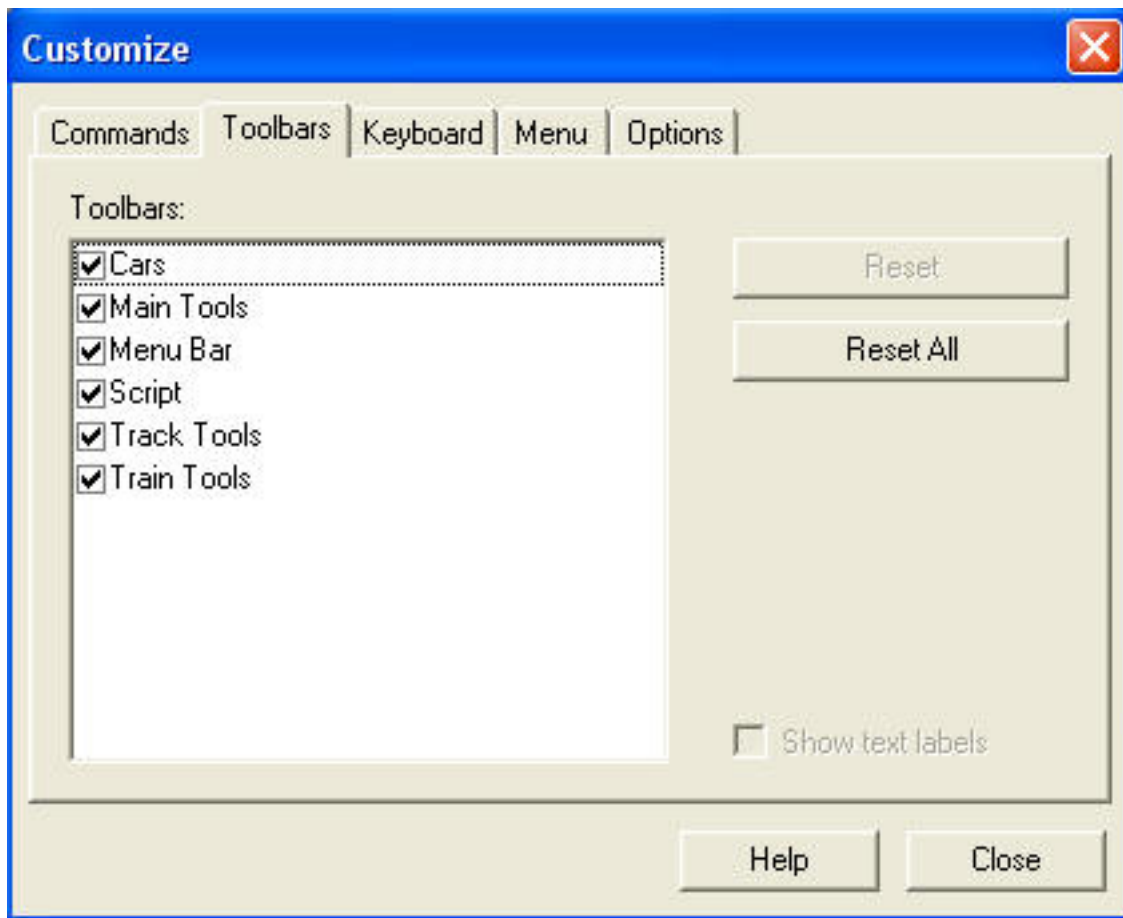 Customize
Commands Toolbars Keyboard Menu Options
Toolbars:
Cars
Main Tools
Menu Bar
Script
Track Tools
Train Tools
Reset
Reset All
Show text labels
Help Close